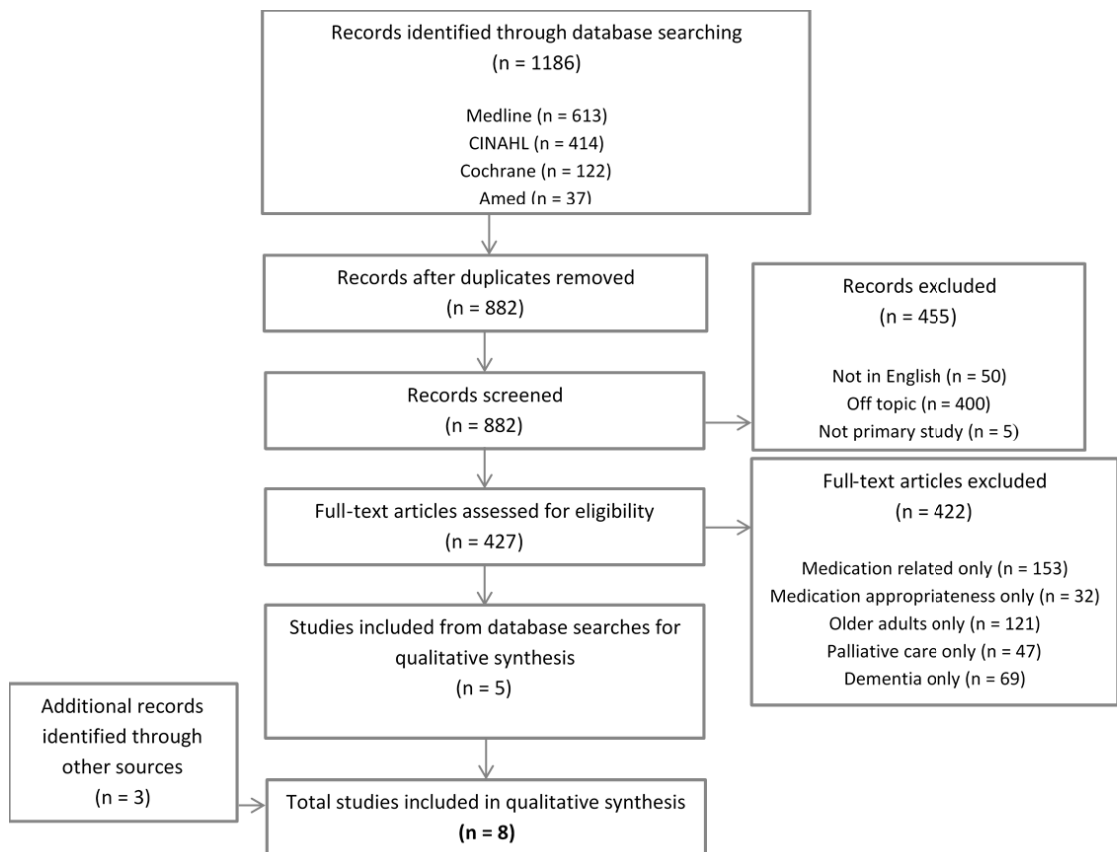 Records identified through database searching
(n = 1186)
Medline (n = 613)
CINAHL (n = 414)
Cochrane (n = 122)
Amed (n = 37)
Records after duplicates removed
(n = 882)
Records excluded
(n = 455)
Not in English (n = 50)
Off topic (n = 400)
Not primary study (n = 5)
Records screened
(n = 882)
Full-text articles assessed for eligibility
(n = 427)
Full-text articles excluded
(n = 422)
Medication related only (n = 153)
Medication appropriateness only (n = 32)
Older adults only (n = 121)
Palliative care only (n = 47)
Dementia only (n = 69)
Studies included from database searches for
qualitative synthesis
(n = 5)
Additional records
identified through
other sources
(n = 3)
Total studies included in qualitative synthesis
(n = 8)